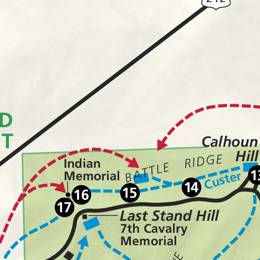 212
D
T
Calhoun
Hill
BATTLE RIDGE
Indian
Memorial
13
14
Custer
15
16
17
Last Stand Hill
7th Cavalry
Memorial
E